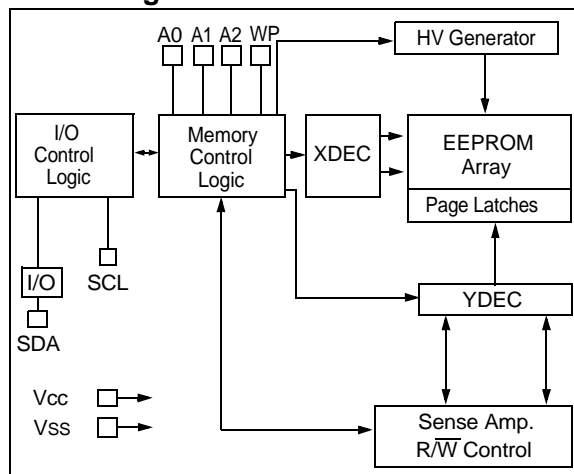 A0 A1 A2 WP
HV Generator
I/O
Control
Logic
Memory
Control
Logic
XDEC
EEPROM
Array
Page Latches
I/O
SCL
SDA
YDEC
Vcc
Vss
Sense Amp.
R/W̅ Control